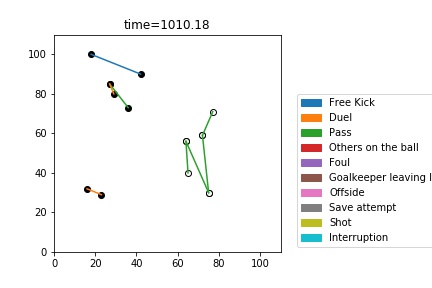 time=1010.18
100
80
60
40
20
0
0 20 40 60 80 100
Free Kick
Duel
Pass
Others on the ball
Foul
Goalkeeper leaving l
Offside
Save attempt
Shot
Interruption